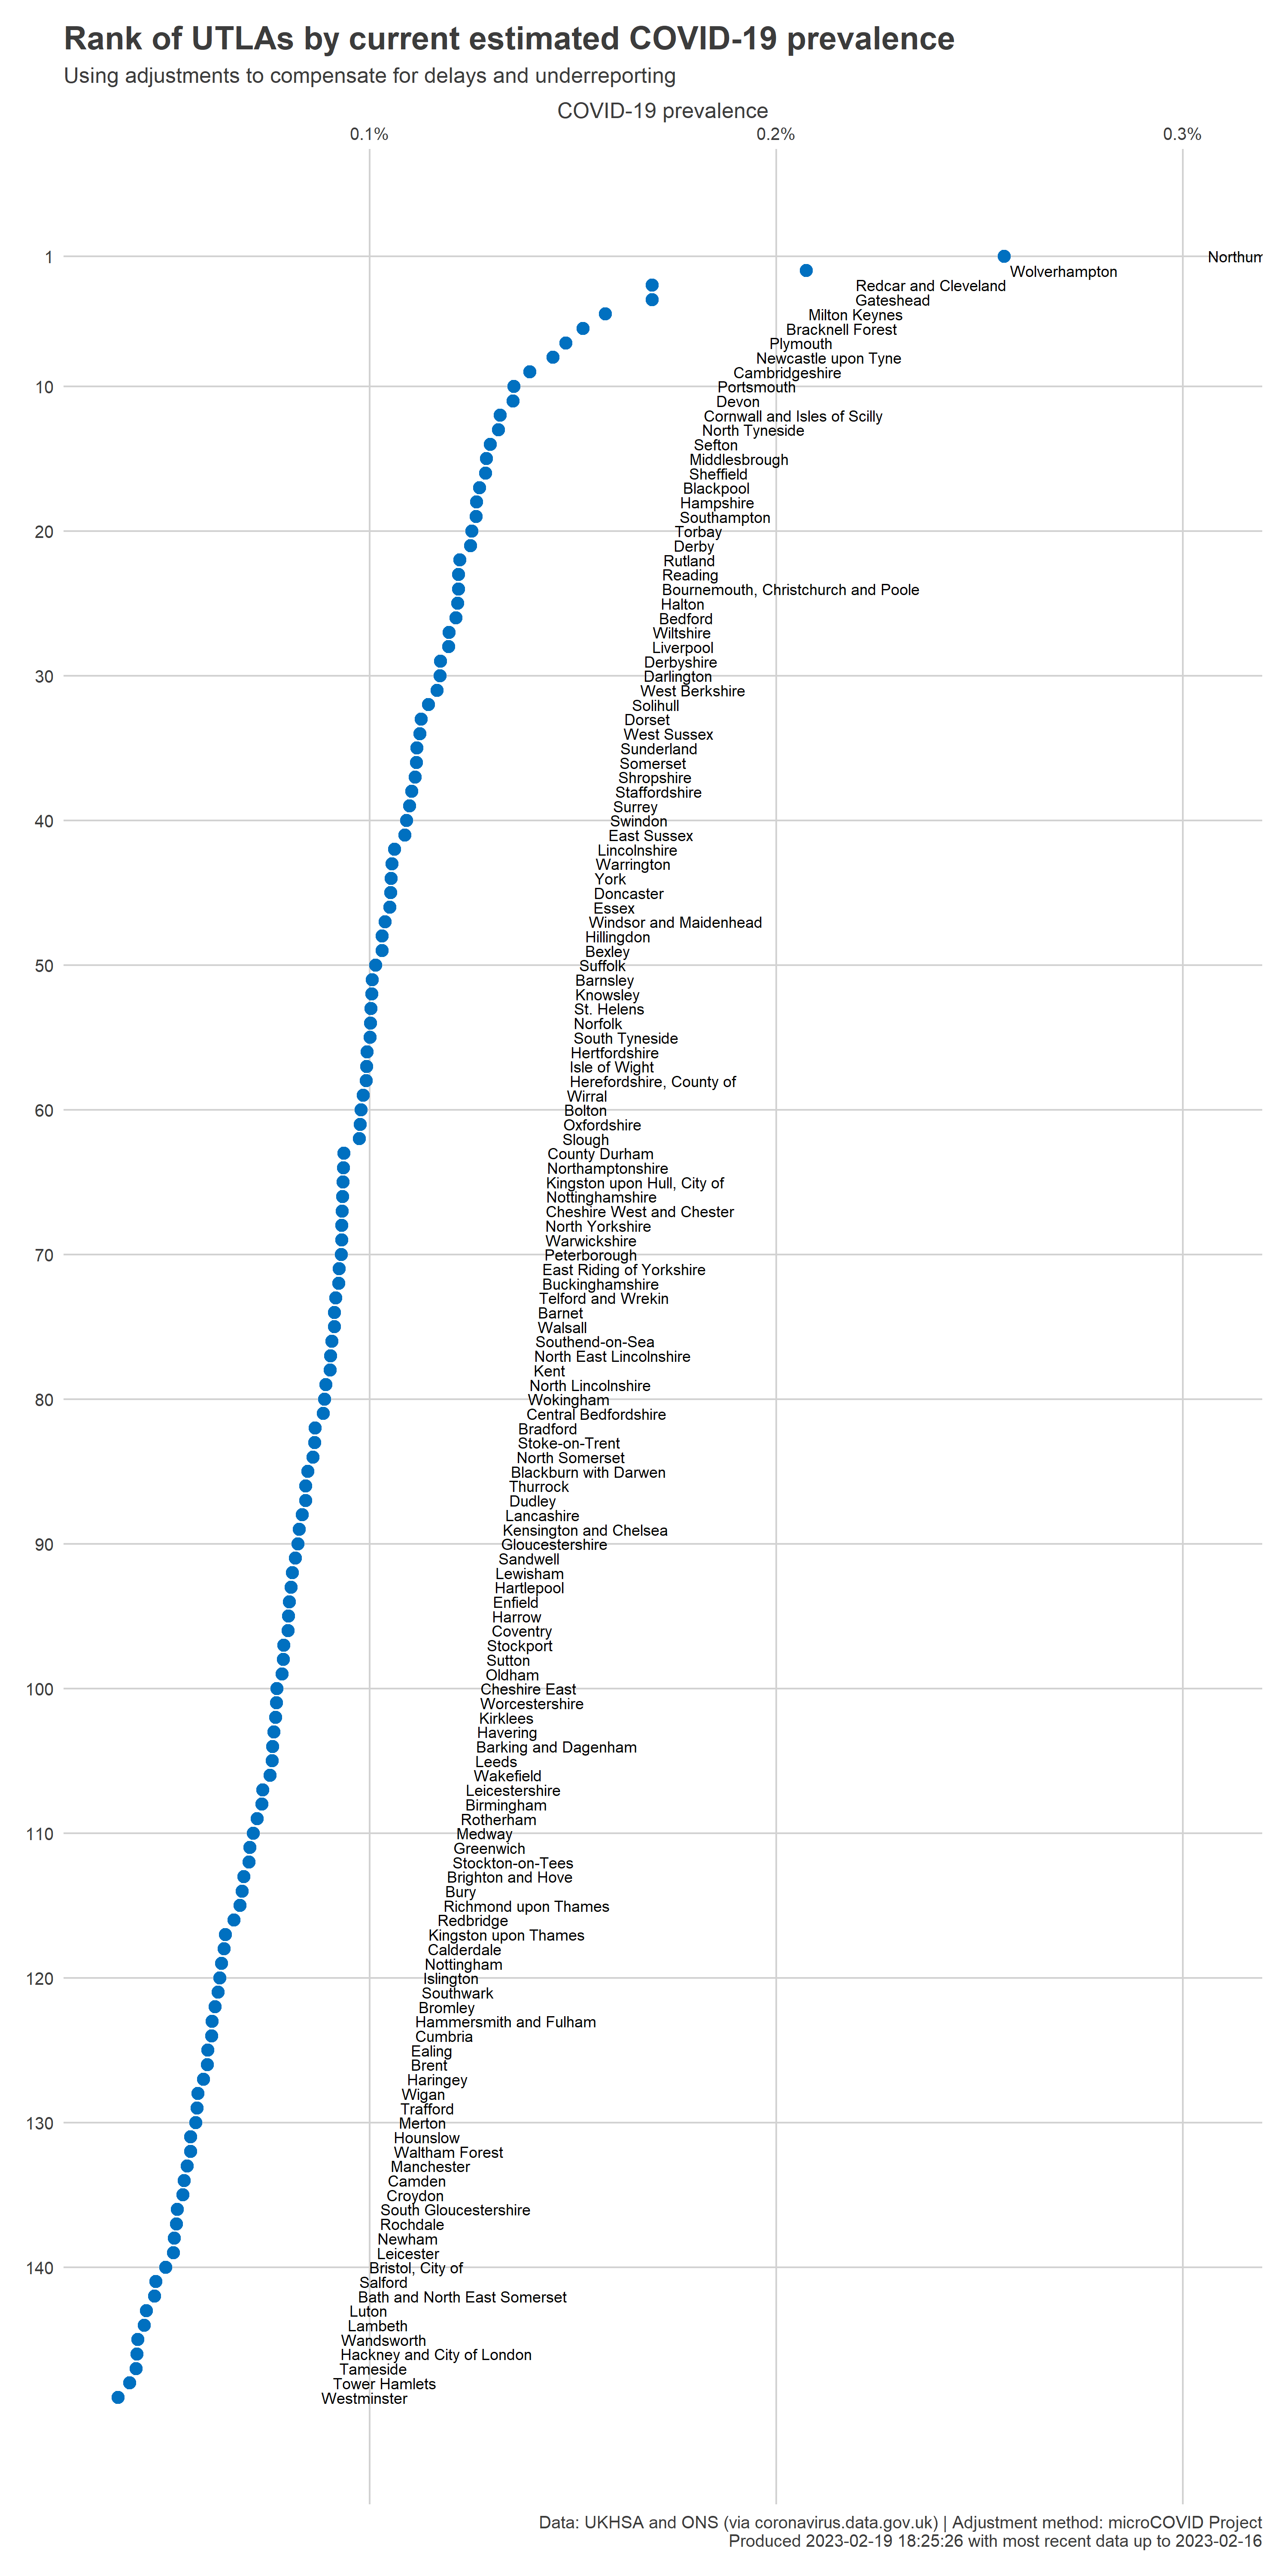 Rank of UTLAs by current estimated COVID-19 prevalence
Using adjustments to compensate for delays and underreporting
COVID-19 prevalence
0.1% 0.2% 0.3%
1 Northum
Wolverhampton
Redcar and Cleveland
Gateshead
Milton Keynes
Bracknell Forest
Plymouth
Newcastle upon Tyne
Cambridgeshire
10 Portsmouth
Devon
Cornwall and Isles of Scilly
North Tyneside
Sefton
Middlesbrough
Sheffield
Blackpool
Hampshire
Southampton
20 Torbay
Derby
Rutland
Reading
Bournemouth, Christchurch and Poole
Halton
Bedford
Wiltshire
Liverpool
Derbyshire
30 Darlington
West Berkshire
Solihull
Dorset
West Sussex
Sunderland
Somerset
Shropshire
Staffordshire
Surrey
40 Swindon
East Sussex
Lincolnshire
Warrington
York
Doncaster
Essex
Windsor and Maidenhead
Hillingdon
Bexley
50 Suffolk
Barnsley
Knowsley
St. Helens
Norfolk
South Tyneside
Hertfordshire
Isle of Wight
Herefordshire, County of
Wirral
60 Bolton
Oxfordshire
Slough
County Durham
Northamptonshire
Kingston upon Hull, City of
Nottinghamshire
Cheshire West and Chester
North Yorkshire
Warwickshire
70 Peterborough
East Riding of Yorkshire
Buckinghamshire
Telford and Wrekin
Barnet
Walsall
Southend-on-Sea
North East Lincolnshire
Kent
North Lincolnshire
80 Wokingham
Central Bedfordshire
Bradford
Stoke-on-Trent
North Somerset
Blackburn with Darwen
Thurrock
Dudley
Lancashire
Kensington and Chelsea
90 Gloucestershire
Sandwell
Lewisham
Hartlepool
Enfield
Harrow
Coventry
Stockport
Sutton
Oldham
100 Cheshire East
Worcestershire
Kirklees
Havering
Barking and Dagenham
Leeds
Wakefield
Leicestershire
Birmingham
Rotherham
110 Medway
Greenwich
Stockton-on-Tees
Brighton and Hove
Bury
Richmond upon Thames
Redbridge
Kingston upon Thames
Calderdale
Nottingham
120 Islington
Southwark
Bromley
Hammersmith and Fulham
Cumbria
Ealing
Brent
Haringey
Wigan
Trafford
130 Merton
Hounslow
Waltham Forest
Manchester
Camden
Croydon
South Gloucestershire
Rochdale
Newham
Leicester
140 Bristol, City of
Salford
Bath and North East Somerset
Luton
Lambeth
Wandsworth
Hackney and City of London
Tameside
Tower Hamlets
Westminster
Data: UKHSA and ONS (via coronavirus.data.gov.uk) | Adjustment method: microCOVID Project
Produced 2023-02-19 18:25:26 with most recent data up to 2023-02-16